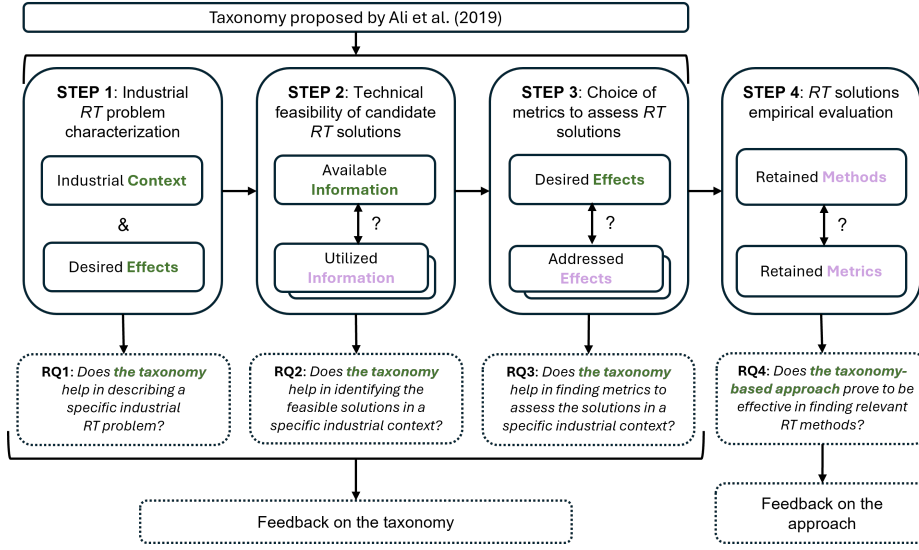 Taxonomy proposed by Ali et al. (2019)
STEP 1: Industrial
RT problem
characterization
Industrial Context
&
Desired Effects
STEP 2: Technical
feasibility of candidate
RT solutions
Available
Information
?
Utilized
Information
STEP 3: Choice of
metrics to assess RT
solutions
Desired Effects
?
Addressed
Effects
STEP 4: RT solutions
empirical evaluation
Retained Methods
?
Retained Metrics
RQ1: Does the taxonomy
help in describing a
specific industrial
RT problem?
RQ2: Does the taxonomy
help in identifying the
feasible solutions in a
specific industrial context?
RQ3: Does the taxonomy
help in finding metrics to
assess the solutions in a
specific industrial context?
RQ4: Does the taxonomy-
based approach prove to be
effective in finding relevant
RT methods?
Feedback on the taxonomy
Feedback on the
approach